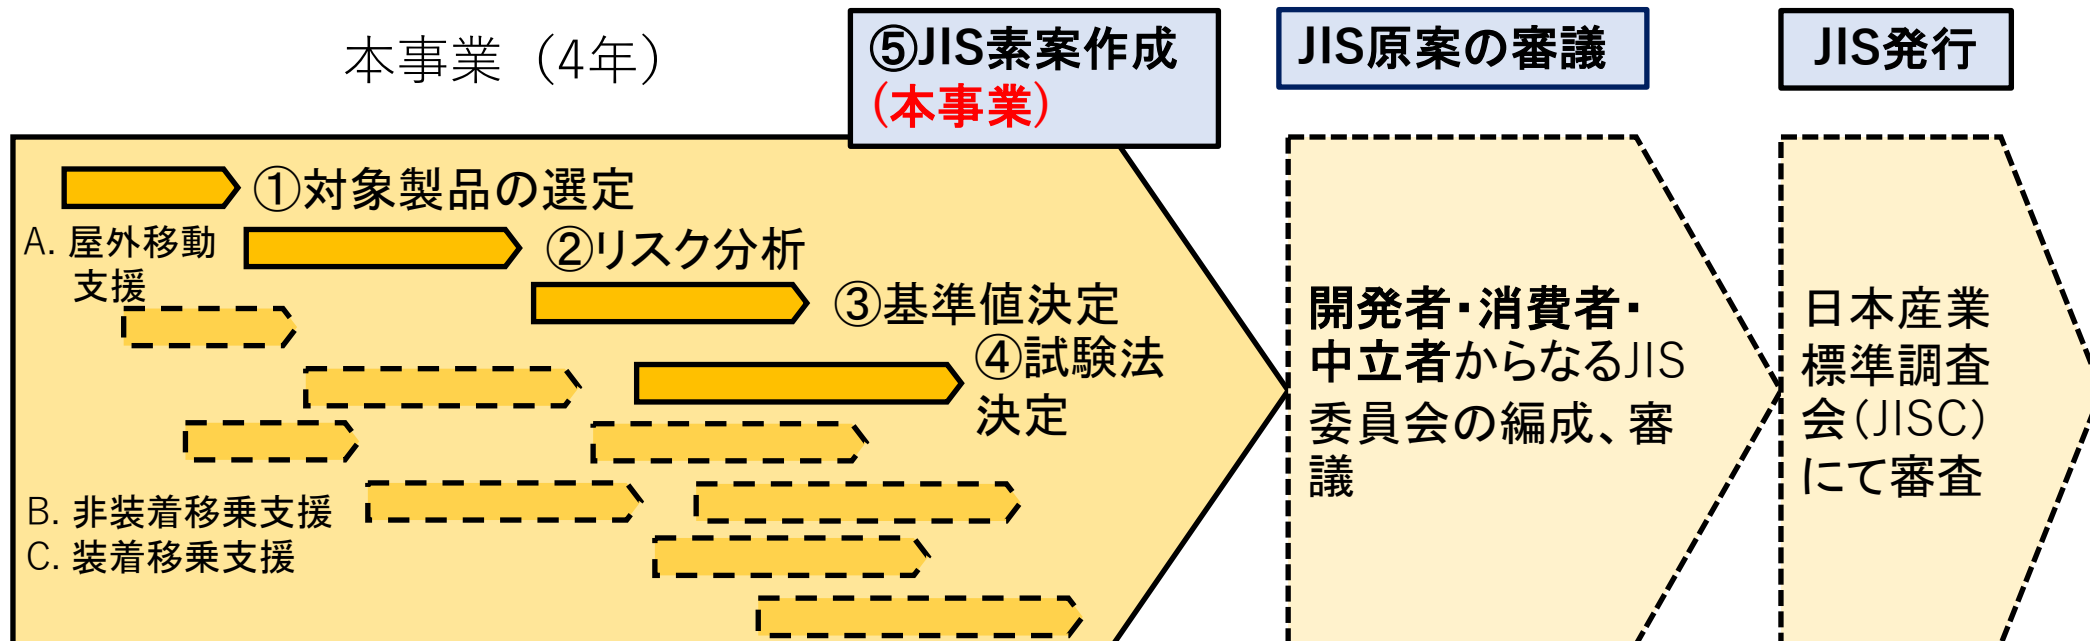 本事業（4年）
⑤JIS素案作成
(本事業)
①対象製品の選定
A. 屋外移動
支援
②リスク分析
③基準値決定
④試験法
決定
B. 非装着移乗支援
C. 装着移乗支援
JIS原案の審議
開発者・消費者・
中立者からなるJIS
委員会の編成、審
議
JIS発行
日本産業
標準調査
会(JISC)
にて審査